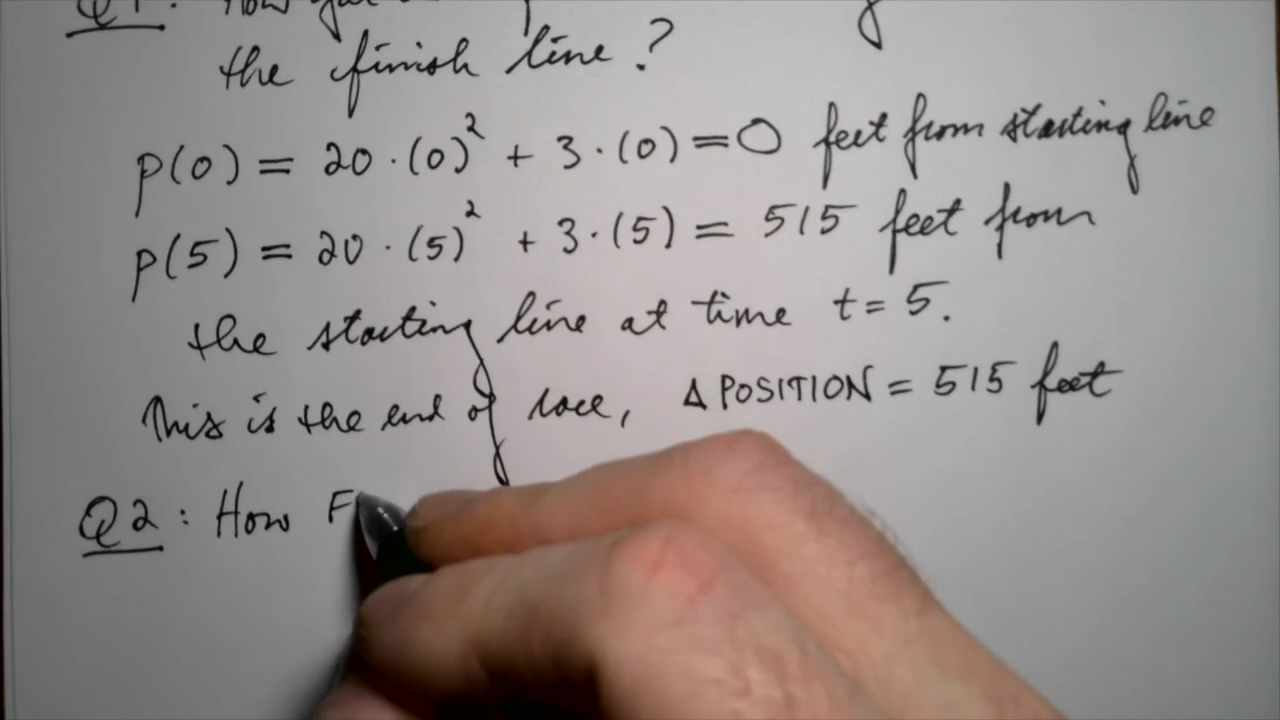 Q1: How
the finish line?
p(0) = 20·(0)² + 3·(0) = 0 feet from starting line
p(5) = 20·(5)² + 3·(5) = 515 feet from
the starting line at time t = 5.
This is the end of race, Δ POSITION = 515 feet
Q2: How F